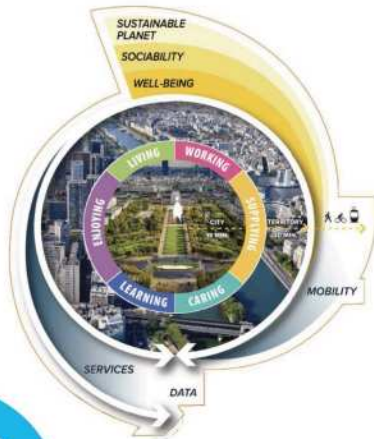 SUSTAINABLE
PLANET
SOCIABILITY
WELL-BEING
LIVING
WORKING
ENJOYING
SUPPLYING
CITY
15 MIN.
TERRITORY
30 MIN.
LEARNING
CARING
MOBILITY
SERVICES
DATA